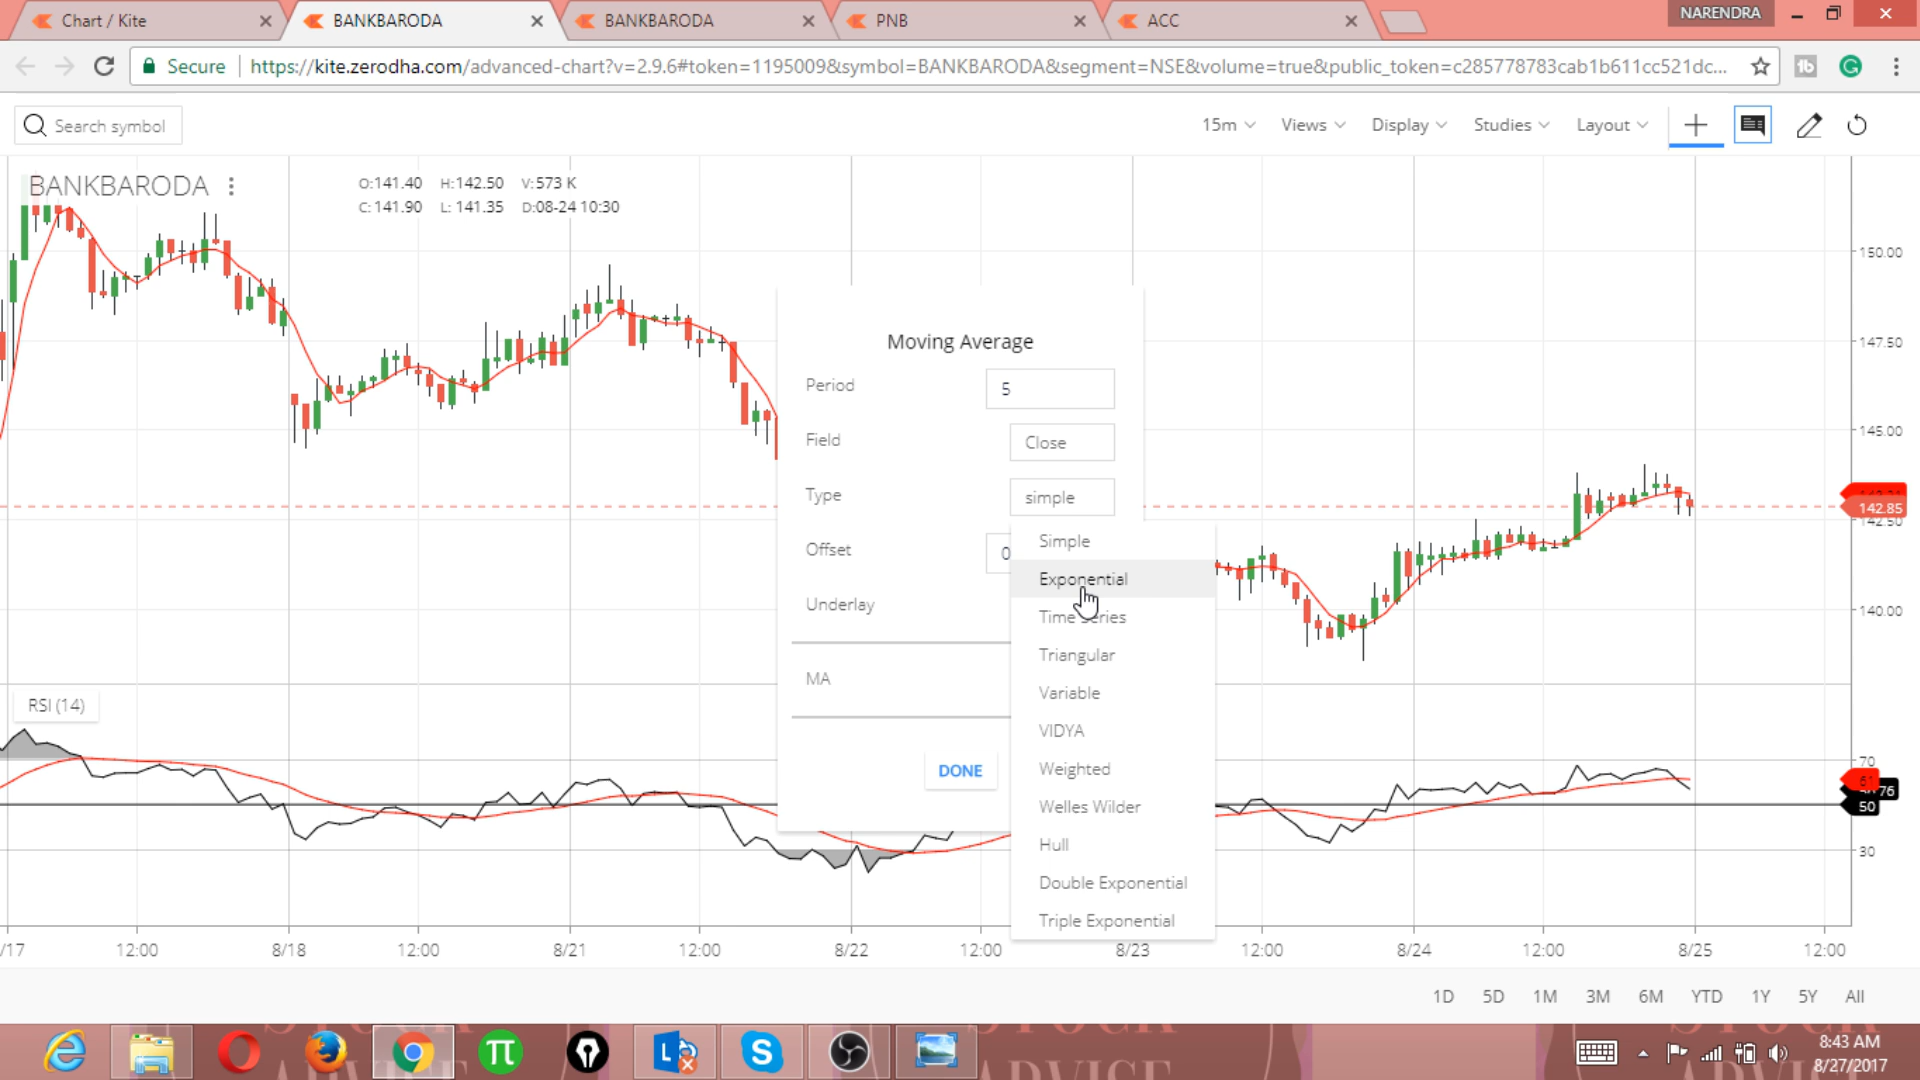 Chart / Kite
BANKBARODA
BANKBARODA
PNB
ACC
NARENDRA
Secure
https://kite.zerodha.com/advanced-chart?v=2.9.6#token=1195009&symbol=BANKBARODA&segment=NSE&volume=true&public_token=c285778783cab1b611cc521dc...
Search symbol
15m
Views
Display
Studies
Layout
BANKBARODA
O:141.40 H:142.50 V:573 K
C:141.90 L: 141.35 D:08-24 10:30
150.00
147.50
145.00
142.85
142.50
140.00
Moving Average
Period
5
Field
Close
Type
simple
Offset
0
Underlay
MA
DONE
Simple
Exponential
Time Series
Triangular
Variable
VIDYA
Weighted
Welles Wilder
Hull
Double Exponential
Triple Exponential
RSI (14)
70
61
76
50
30
/17
12:00
8/18
12:00
8/21
12:00
8/22
12:00
8/23
12:00
8/24
12:00
8/25
12:00
1D
5D
1M
3M
6M
YTD
1Y
5Y
All
8:43 AM
8/27/2017